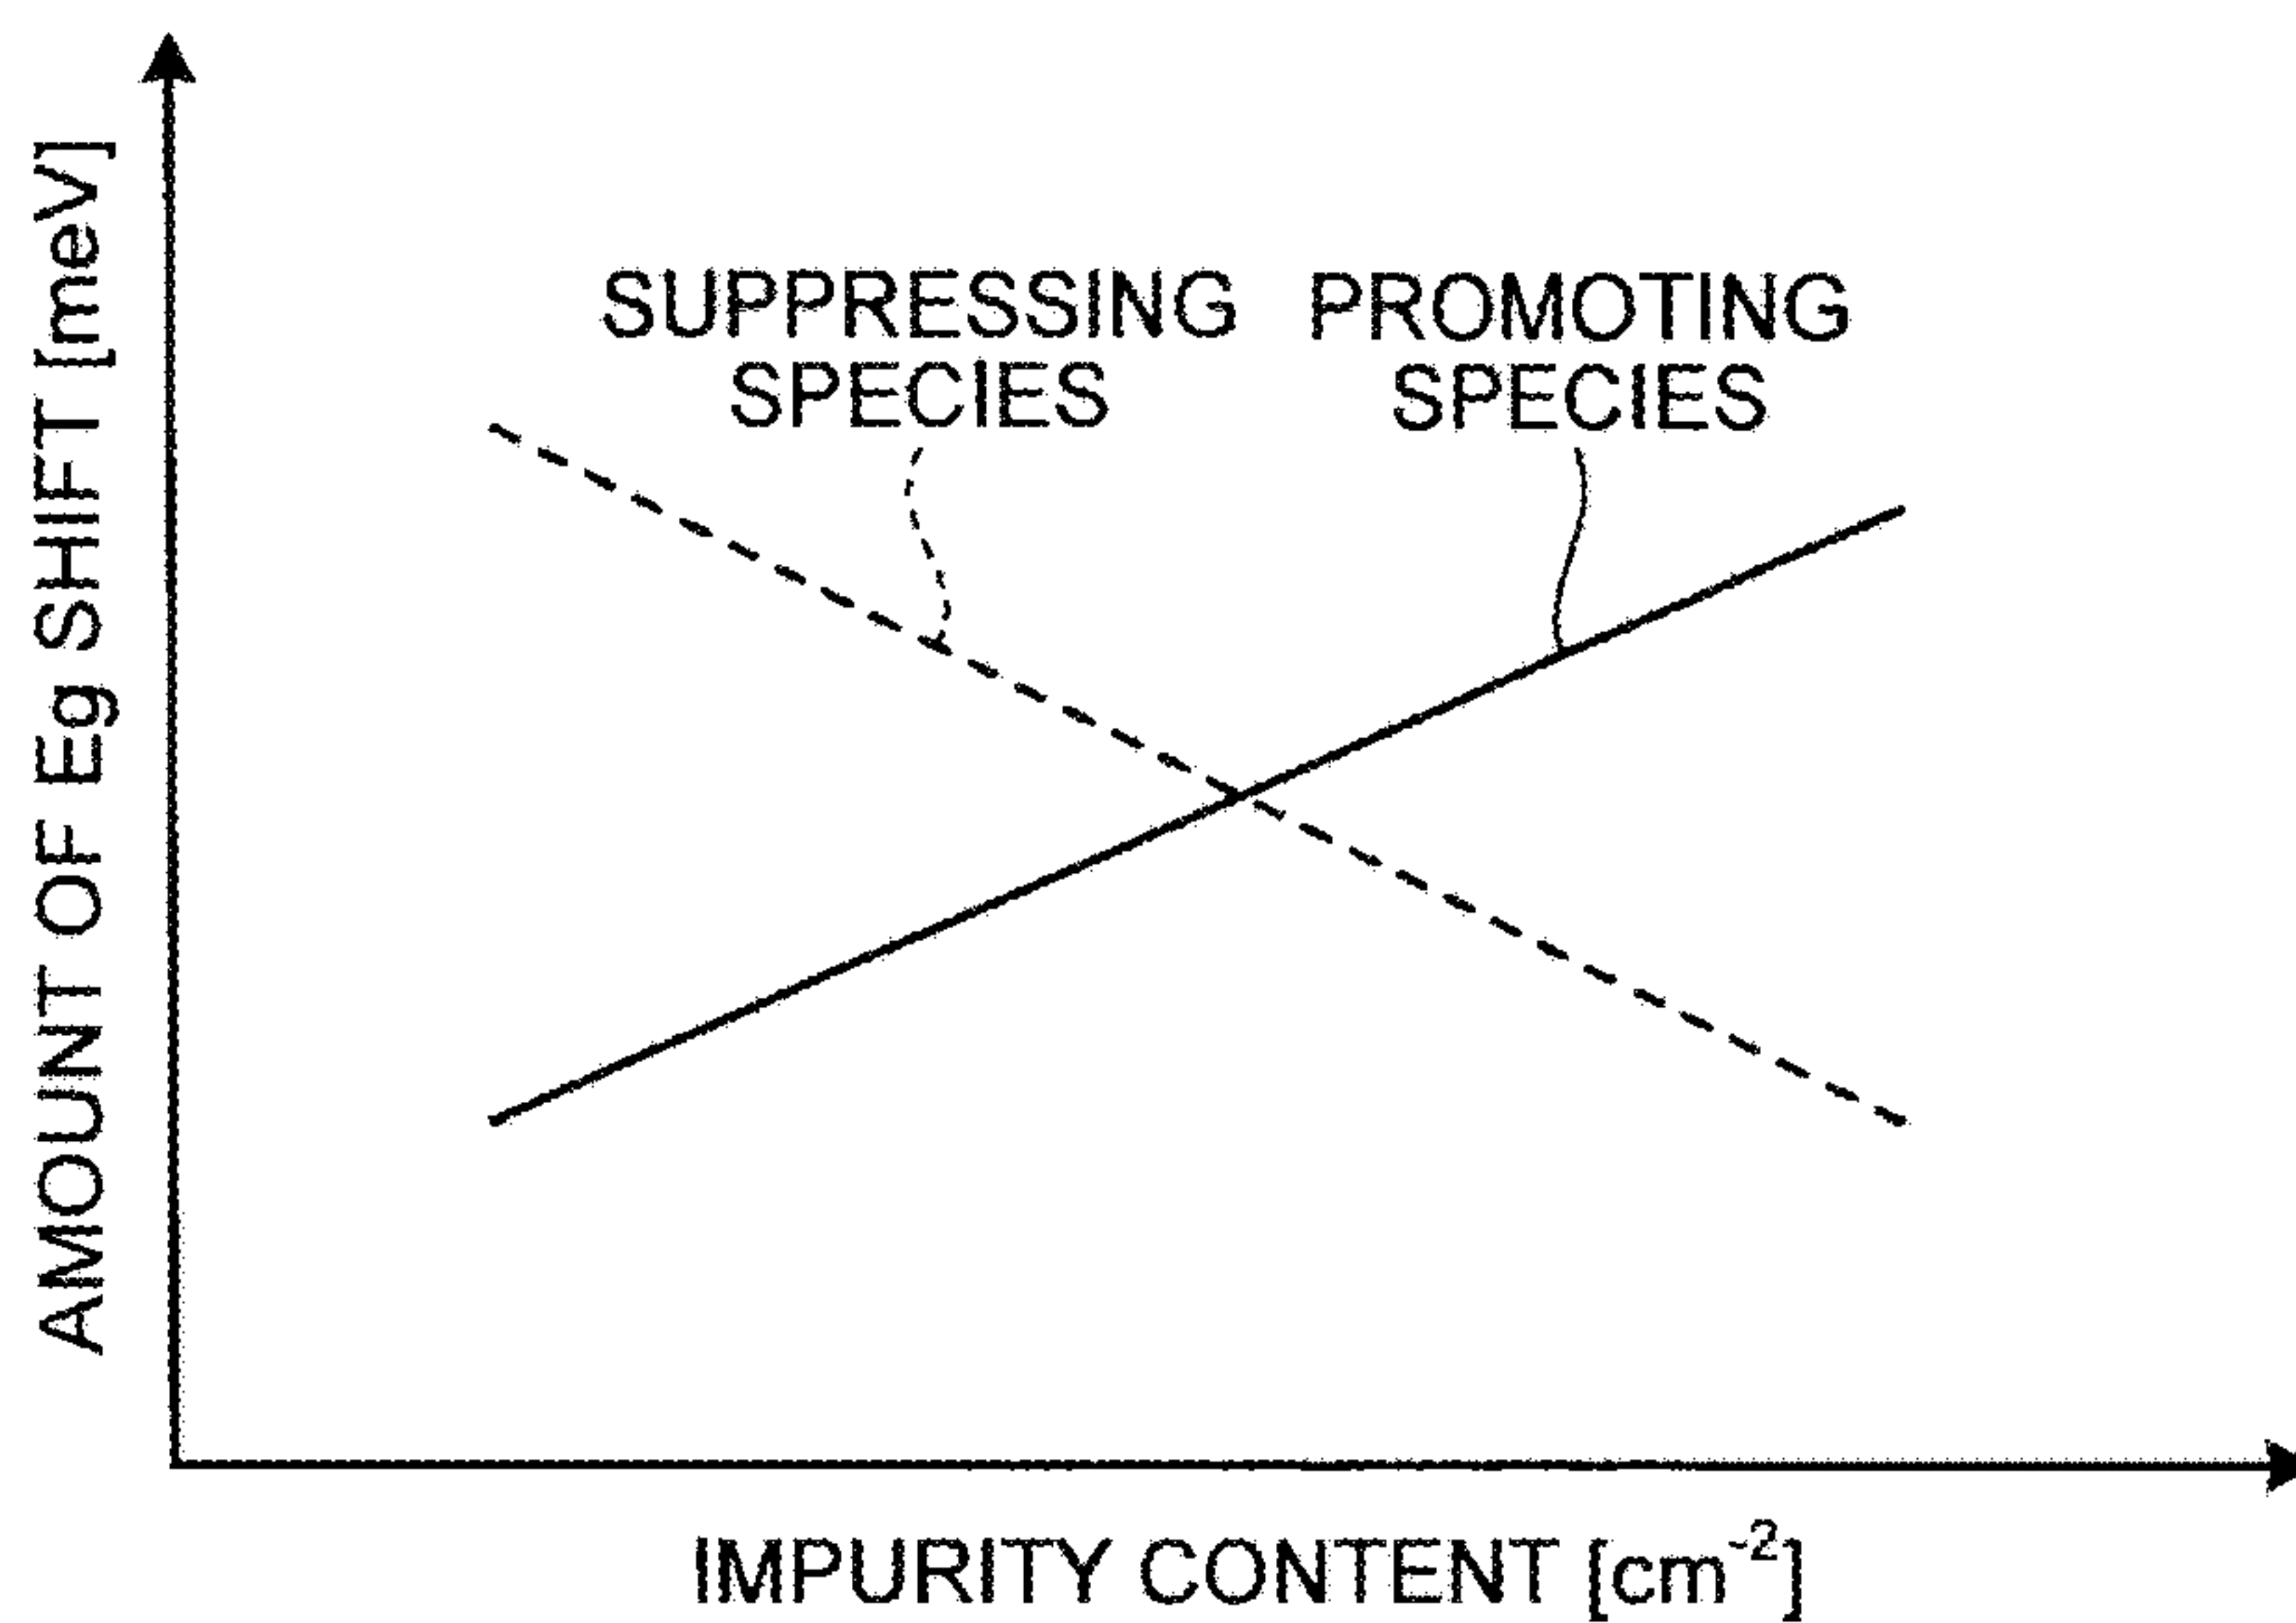 AMOUNT OF Eg SHIFT [meV]
SUPPRESSING
SPECIES
PROMOTING
SPECIES
IMPURITY CONTENT [cm⁻²]